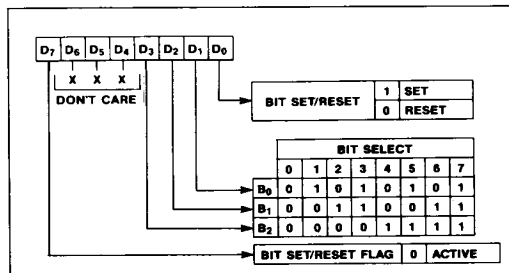 D7 D6 D5 D4 D3 D2 D1 D0
X X X
DON'T CARE
BIT SET/RESET
1 SET
0 RESET
BIT SELECT
0 1 2 3 4 5 6 7
B0 0 1 0 1 0 1 0 1
B1 0 0 1 1 0 0 1 1
B2 0 0 0 0 1 1 1 1
BIT SET/RESET FLAG 0 ACTIVE